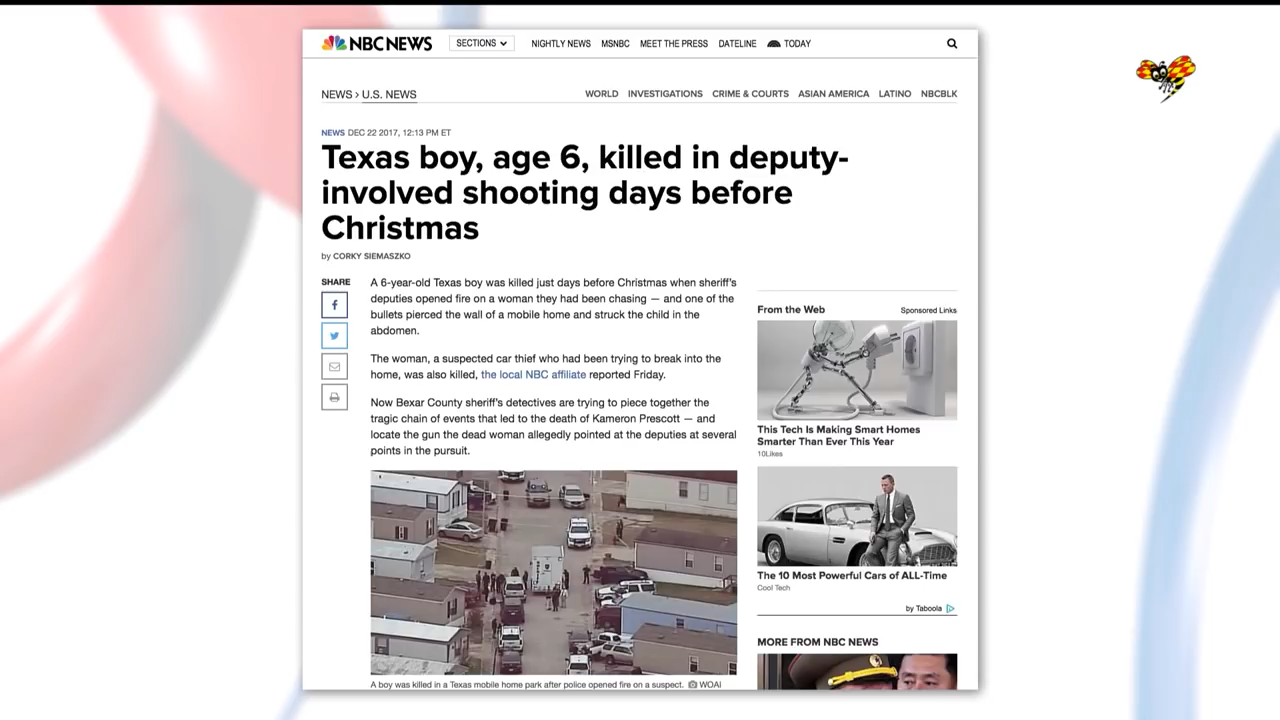 NBC NEWS SECTIONS NIGHTLY NEWS MSNBC MEET THE PRESS DATELINE TODAY
NEWS › U.S. NEWS WORLD INVESTIGATIONS CRIME & COURTS ASIAN AMERICA LATINO NBCBLK
NEWS DEC 22 2017, 12:13 PM ET
Texas boy, age 6, killed in deputy-
involved shooting days before
Christmas
by CORKY SIEMASZKO
SHARE
A 6-year-old Texas boy was killed just days before Christmas when sheriff's
deputies opened fire on a woman they had been chasing — and one of the
bullets pierced the wall of a mobile home and struck the child in the
abdomen.
The woman, a suspected car thief who had been trying to break into the
home, was also killed, the local NBC affiliate reported Friday.
Now Bexar County sheriff's detectives are trying to piece together the
tragic chain of events that led to the death of Kameron Prescott — and
locate the gun the dead woman allegedly pointed at the deputies at several
points in the pursuit.
A boy was killed in a Texas mobile home park after police opened fire on a suspect. WOAI
From the Web Sponsored Links
This Tech Is Making Smart Homes
Smarter Than Ever This Year
10Likes
The 10 Most Powerful Cars of ALL-Time
Cool Tech
by Taboola
MORE FROM NBC NEWS